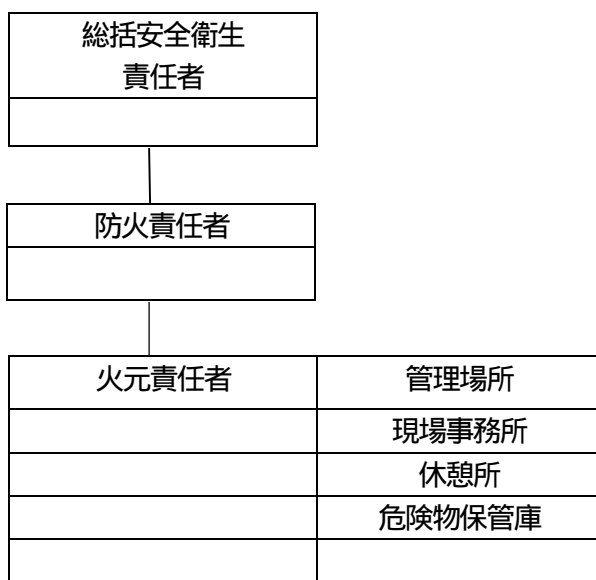 総括安全衛生
責任者
防火責任者
火元責任者 管理場所
現場事務所
休憩所
危険物保管庫